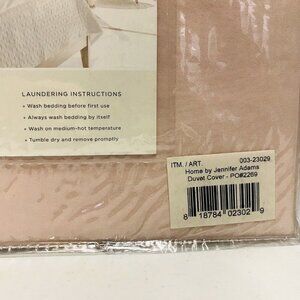 LAUNDERING INSTRUCTIONS
• Wash bedding before first use
• Always wash bedding by itself
• Wash on medium-hot temperature
• Tumble dry and remove promptly
ITM. / ART. 003-23029
Home by Jennifer Adams
Duvet Cover - PO#2269
8 18784 02302 9